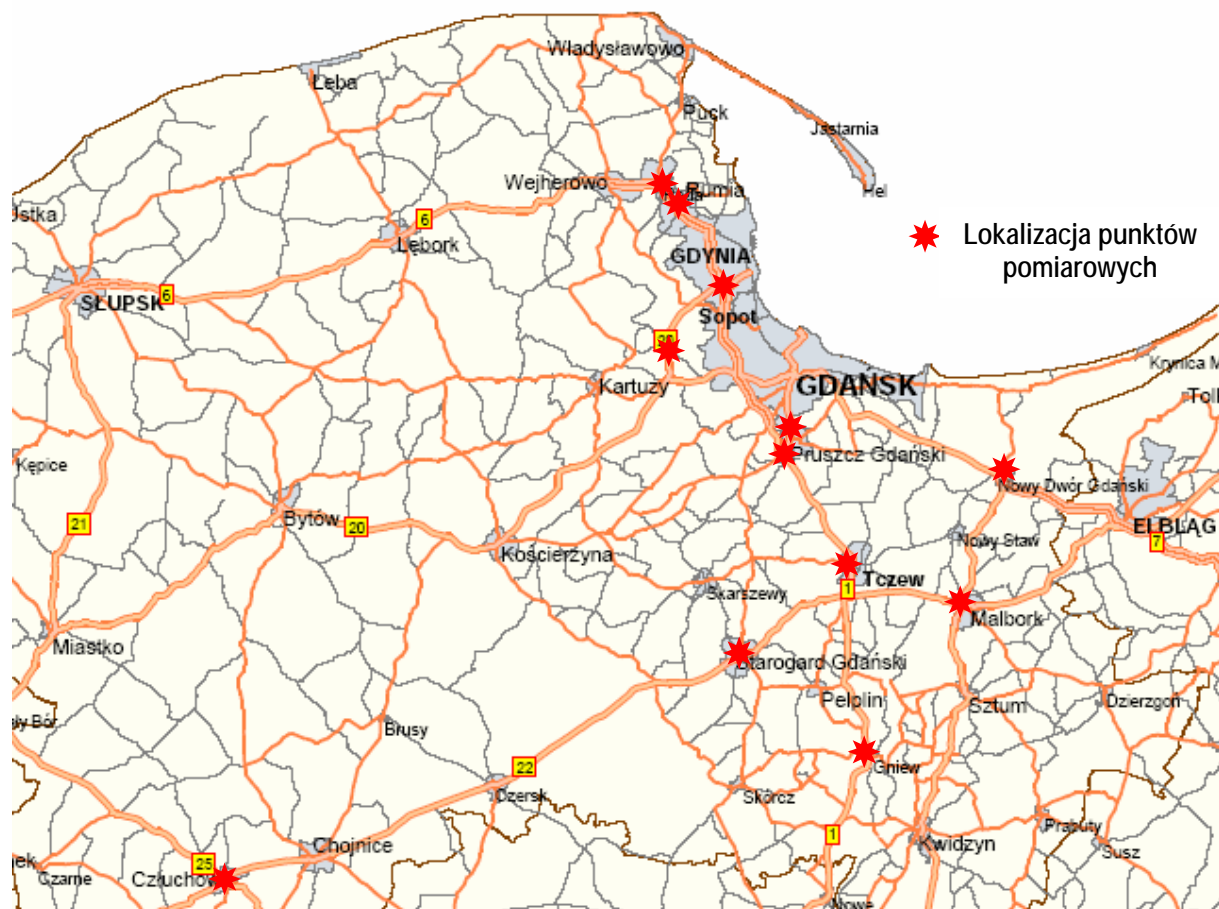 Władysławowo
Łeba
Puck
Jastarnia
Hel
Wejherowo
Rumia
Ustka
6
Lębork
Lokalizacja punktów
pomiarowych
GDYNIA
SŁUPSK
6
Sopot
Krynica M
Kartuzy
GDAŃSK
Tol
Pruszcz Gdański
Kępice
Nowy Dwór Gdański
Bytów
21
20
Kościerzyna
Nowy Staw
ELBLĄG
7
Skarszewy
1
Tczew
Malbork
Miastko
Starogard Gdański
Pelplin
Sztum
Dzierzgoń
ały Bór
Brusy
22
Gniew
Czersk
Skórcz
1
Kwidzyn
Prabuty
Susz
Chojnice
25
Człuchów
Czarne
Nowe